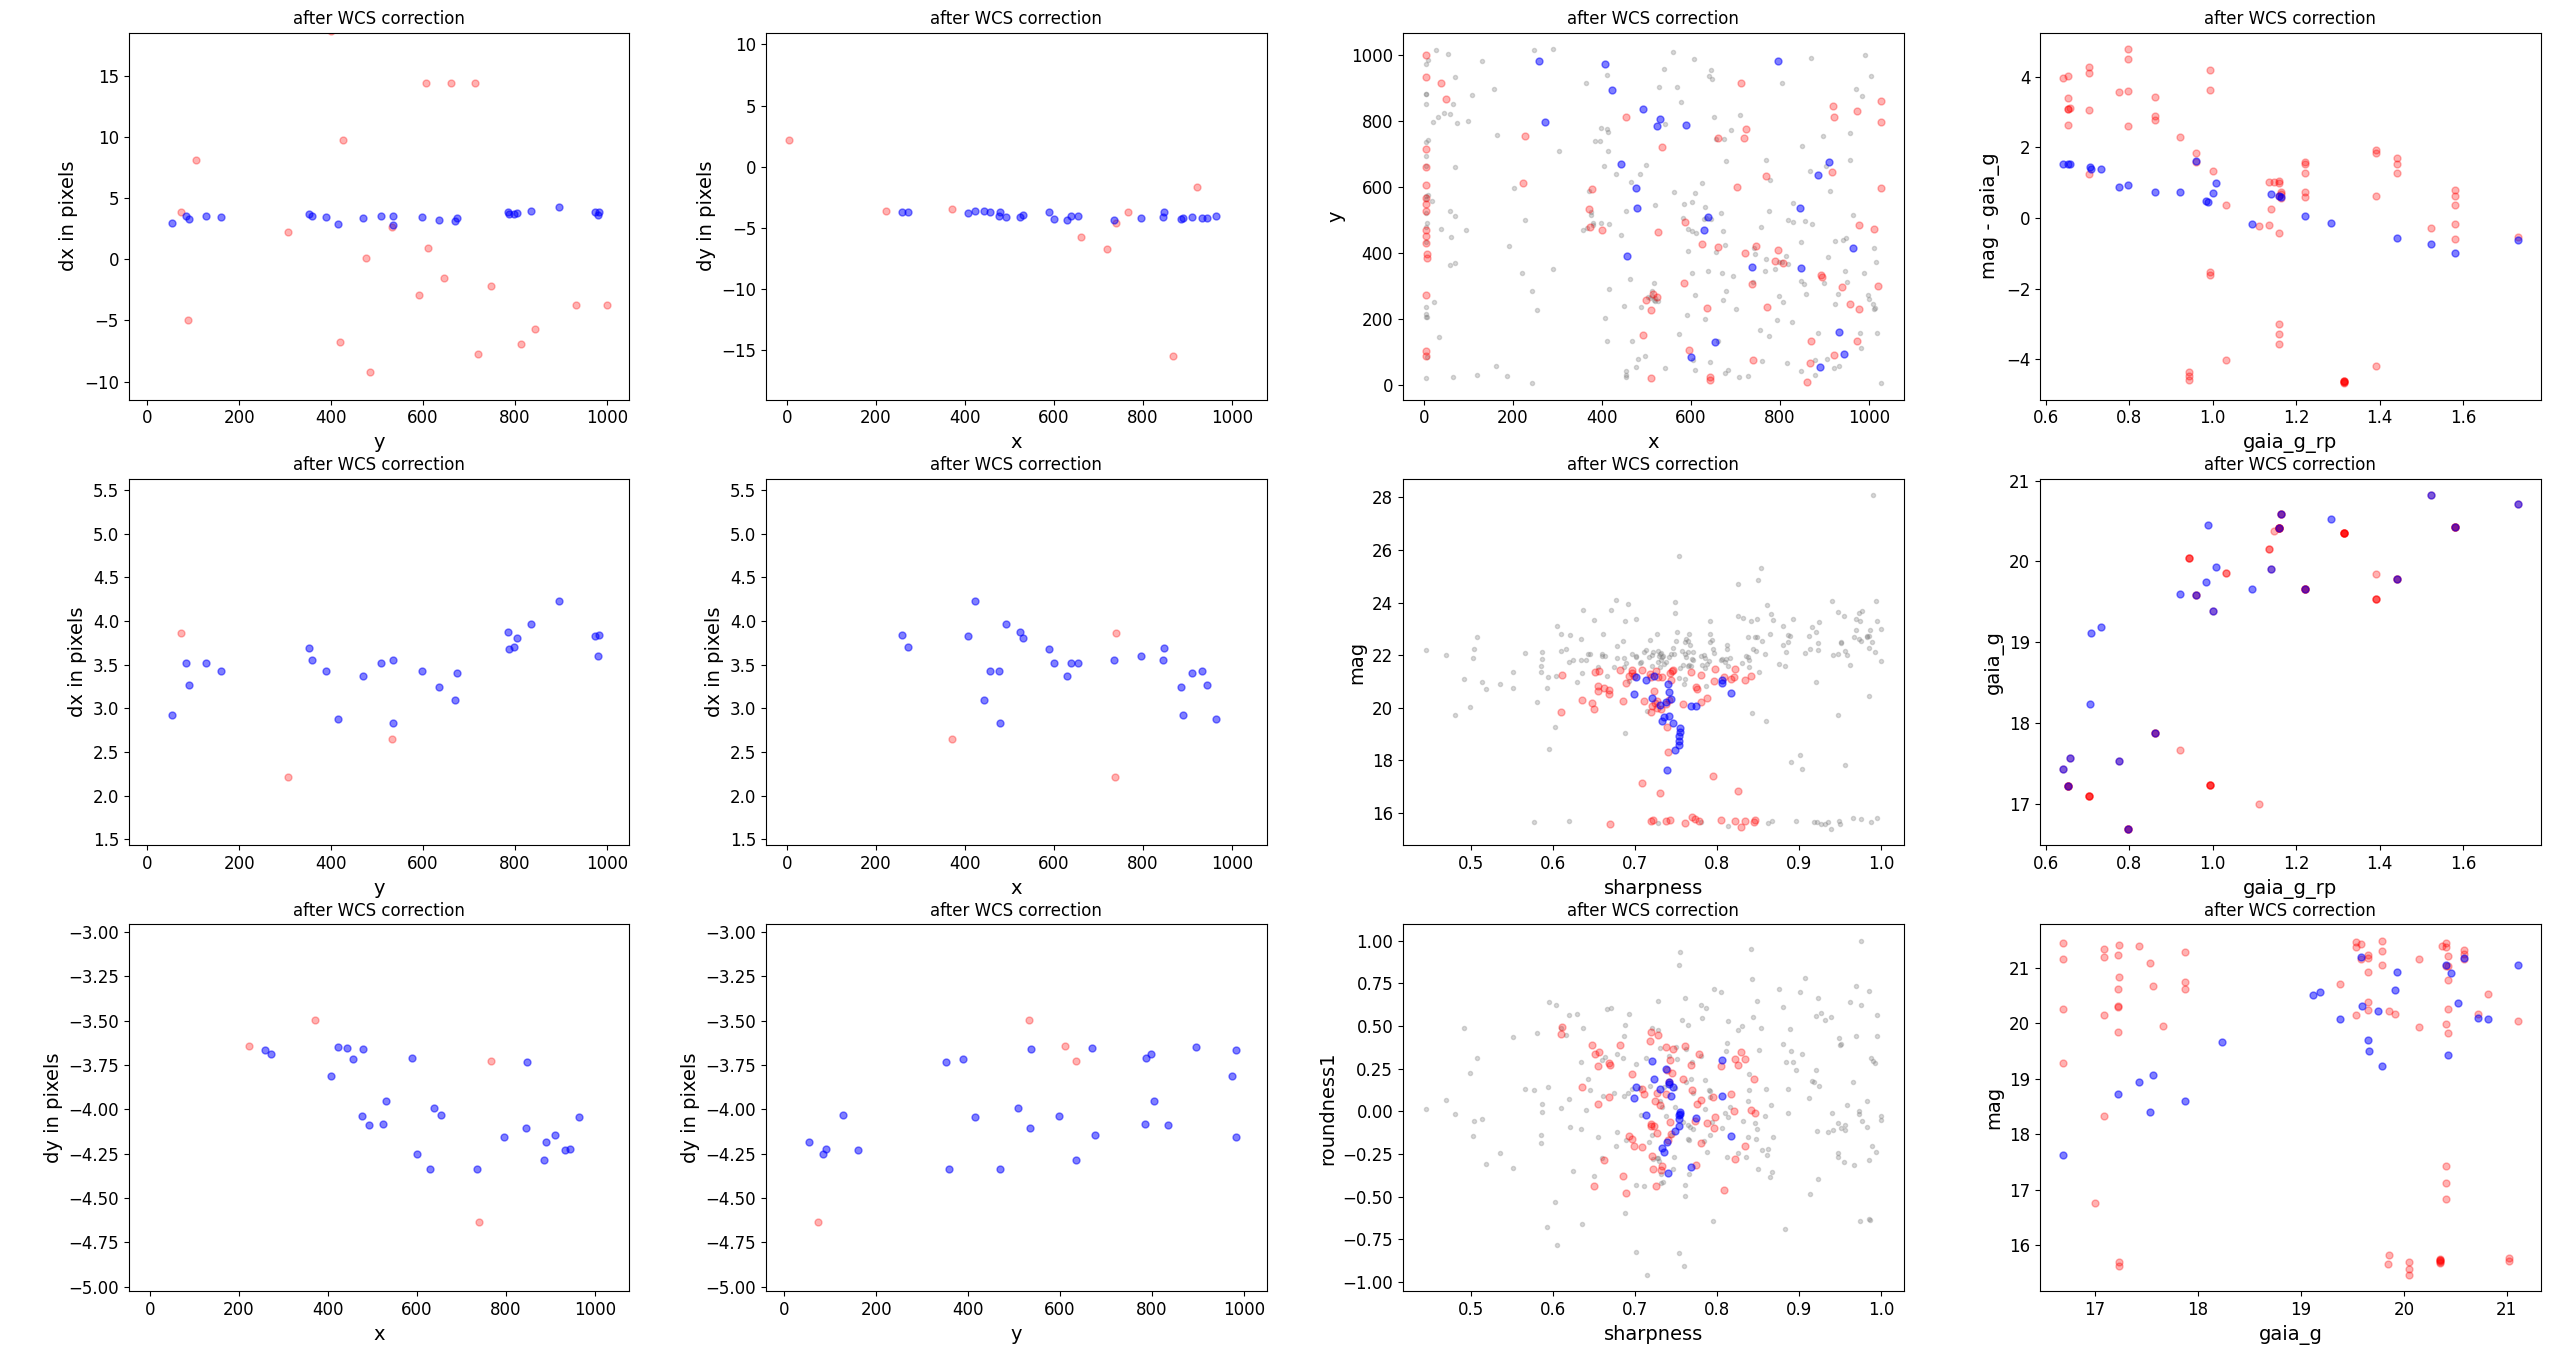 after WCS correction after WCS correction after WCS correction after WCS correction
15
10
5
0
−5
−10
dx in pixels
0 200 400 600 800 1000
y
10
5
0
−5
−10
−15
dy in pixels
0 200 400 600 800 1000
x
1000
800
600
400
200
0
y
0 200 400 600 800 1000
x
4
2
0
−2
−4
mag - gaia_g
0.6 0.8 1.0 1.2 1.4 1.6
gaia_g_rp
after WCS correction after WCS correction after WCS correction after WCS correction
5.5
5.0
4.5
4.0
3.5
3.0
2.5
2.0
1.5
dx in pixels
0 200 400 600 800 1000
y
5.5
5.0
4.5
4.0
3.5
3.0
2.5
2.0
1.5
dx in pixels
0 200 400 600 800 1000
x
28
26
24
22
20
18
16
mag
0.5 0.6 0.7 0.8 0.9 1.0
sharpness
21
20
19
18
17
gaia_g
0.6 0.8 1.0 1.2 1.4 1.6
gaia_g_rp
after WCS correction after WCS correction after WCS correction after WCS correction
−3.00
−3.25
−3.50
−3.75
−4.00
−4.25
−4.50
−4.75
−5.00
dy in pixels
0 200 400 600 800 1000
x
−3.00
−3.25
−3.50
−3.75
−4.00
−4.25
−4.50
−4.75
−5.00
dy in pixels
0 200 400 600 800 1000
y
1.00
0.75
0.50
0.25
0.00
−0.25
−0.50
−0.75
−1.00
roundness1
0.5 0.6 0.7 0.8 0.9 1.0
sharpness
21
20
19
18
17
16
mag
17 18 19 20 21
gaia_g